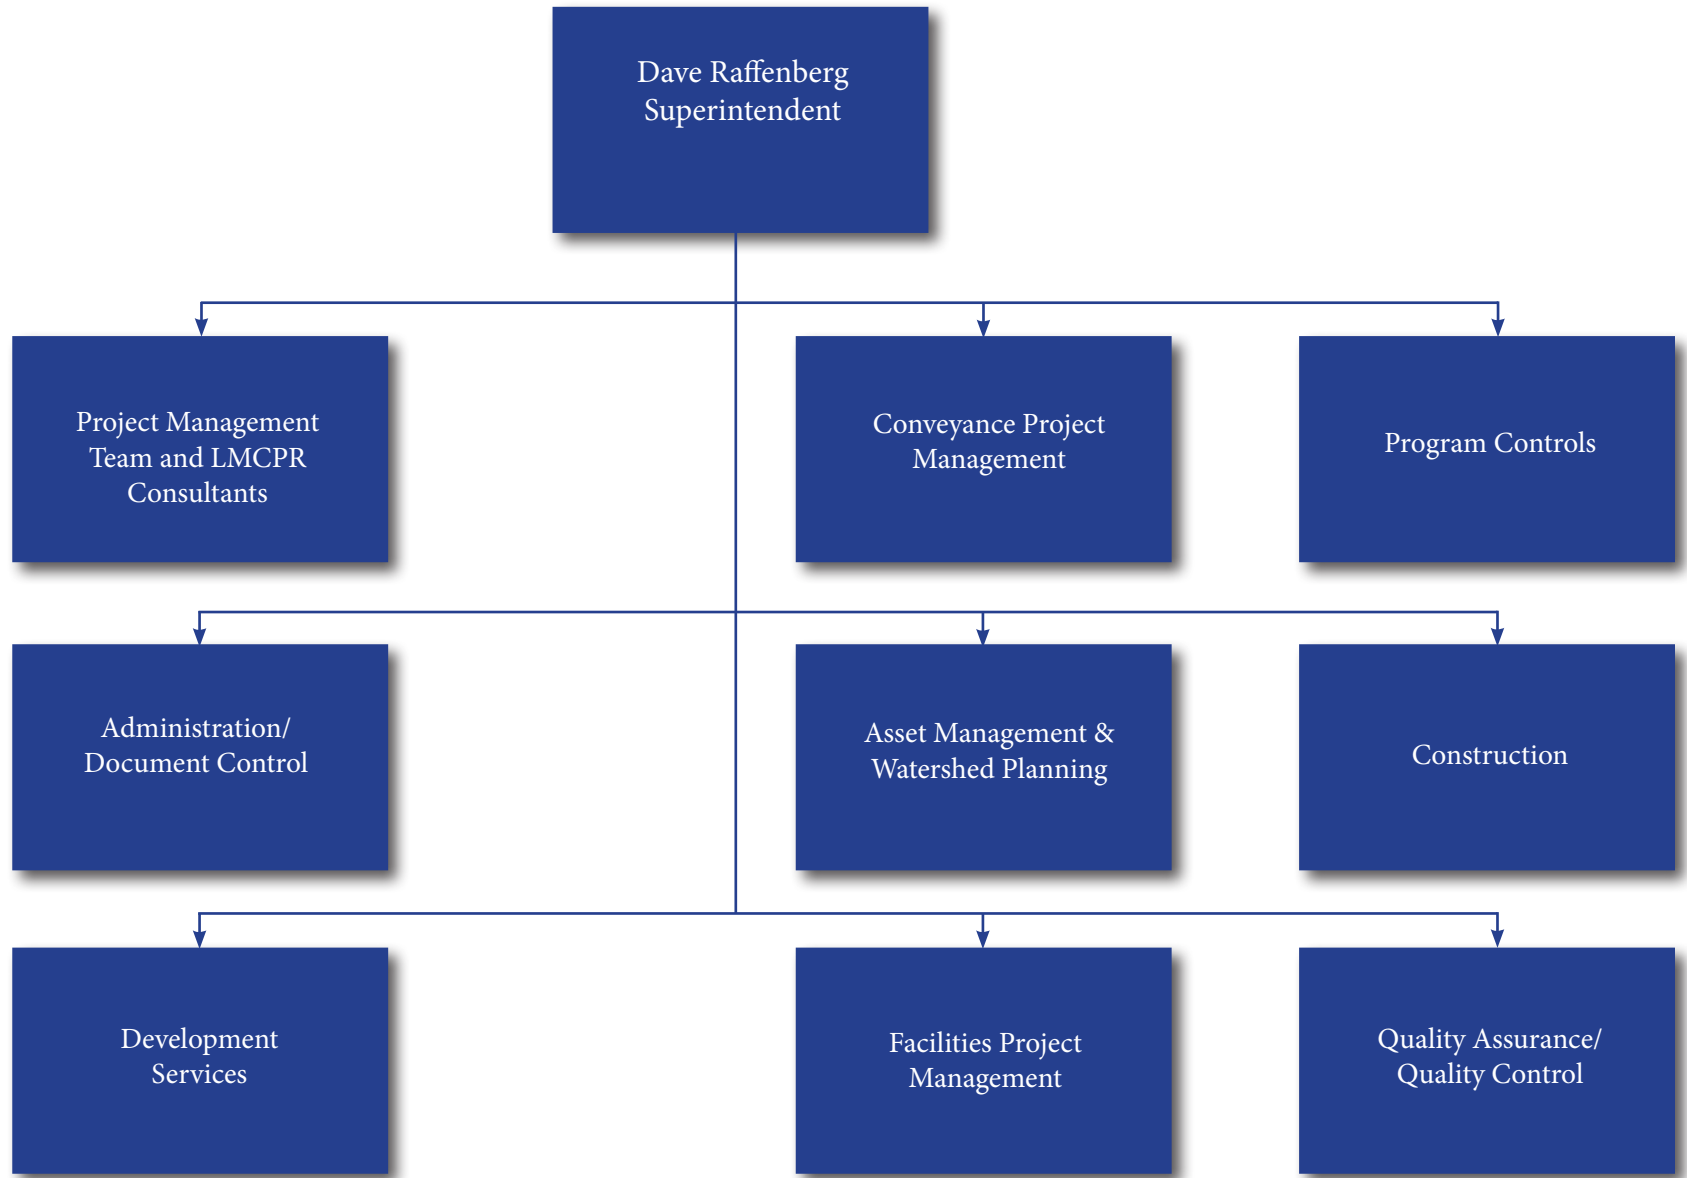 Dave Raffenberg
Superintendent
Project Management
Team and LMCPR
Consultants
Conveyance Project
Management
Program Controls
Administration/
Document Control
Asset Management &
Watershed Planning
Construction
Development
Services
Facilities Project
Management
Quality Assurance/
Quality Control